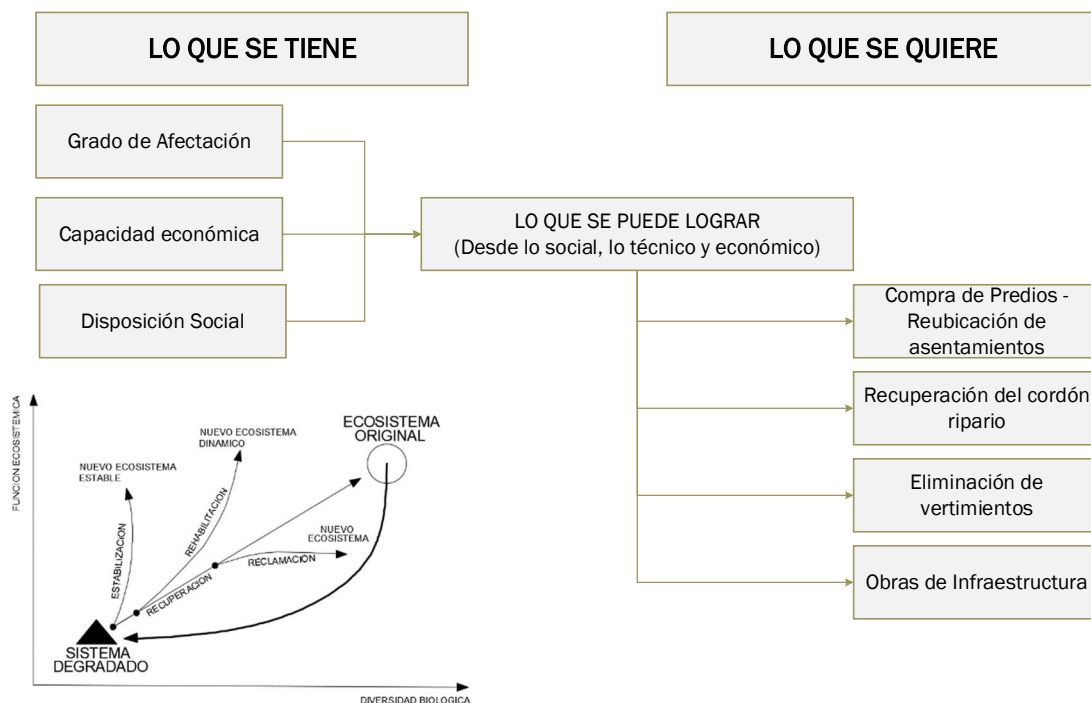 LO QUE SE TIENE
LO QUE SE QUIERE
Grado de Afectación
Capacidad económica
Disposición Social
LO QUE SE PUEDE LOGRAR
(Desde lo social, lo técnico y económico)
Compra de Predios -
Reubicación de
asentamientos
Recuperación del cordón
ripario
Eliminación de
vertimientos
Obras de Infraestructura
FUNCION ECOSISTEMICA
NUEVO ECOSISTEMA
ESTABLE
NUEVO ECOSISTEMA
DINAMICO
ECOSISTEMA
ORIGINAL
NUEVO
ECOSISTEMA
ESTABILIZACION
REHABILITACION
RECUPERACION
RECLAMACION
SISTEMA
DEGRADADO
DIVERSIDAD BIOLOGICA